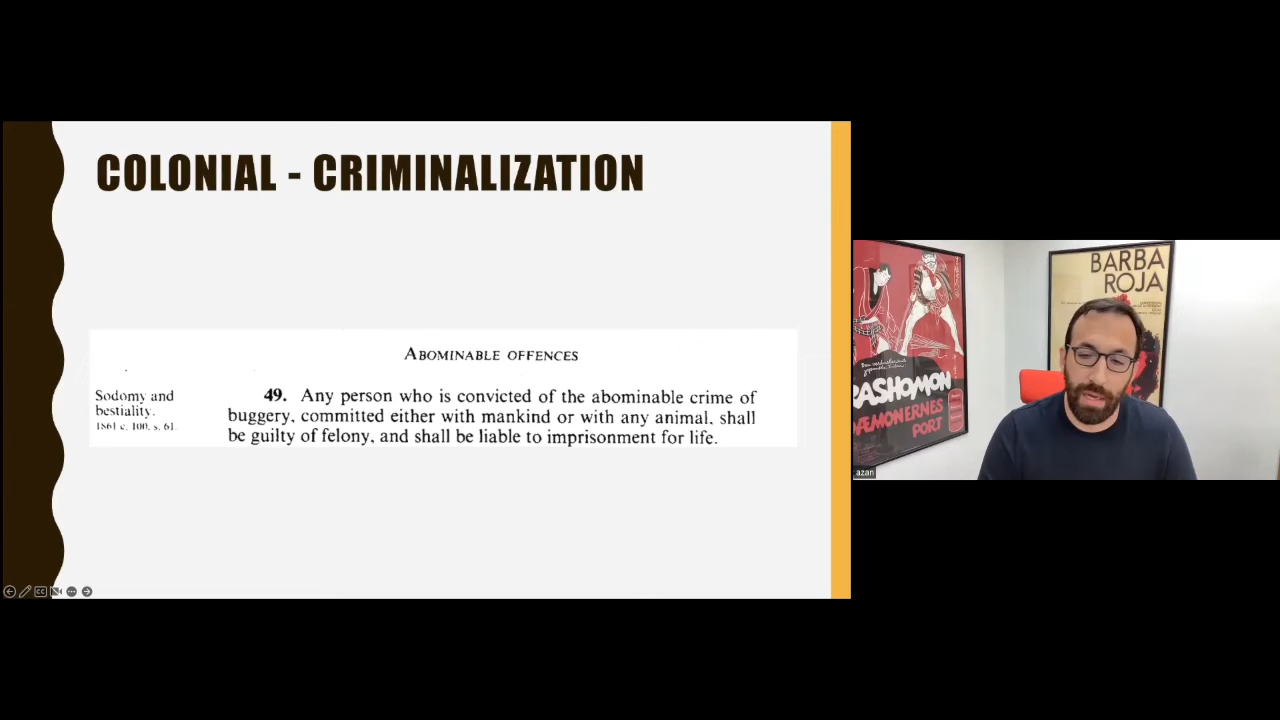 COLONIAL - CRIMINALIZATION
ABOMINABLE OFFENCES
Sodomy and
bestiality.
1861 c. 100, s. 61.
49. Any person who is convicted of the abominable crime of
buggery, committed either with mankind or with any animal, shall
be guilty of felony, and shall be liable to imprisonment for life.
BARBA
ROJA
RASHOMON
DÆMONERNES
PORT
azan